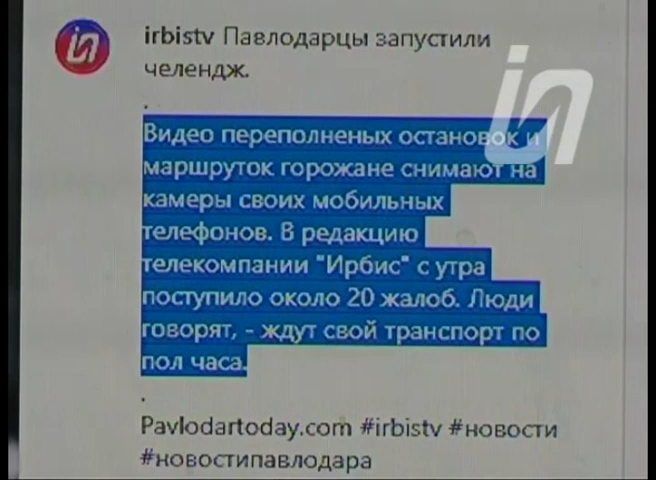 irbistv Павлодарцы запустили
челендж.
.
Видео переполненых остановок и
маршруток горожане снимают на
камеры своих мобильных
телефонов. В редакцию
телекомпании "Ирбис" с утра
поступило около 20 жалоб. Люди
говорят, - ждут свой транспорт по
пол часа.
.
Pavlodartoday.com #irbistv #новости
#новостипавлодара